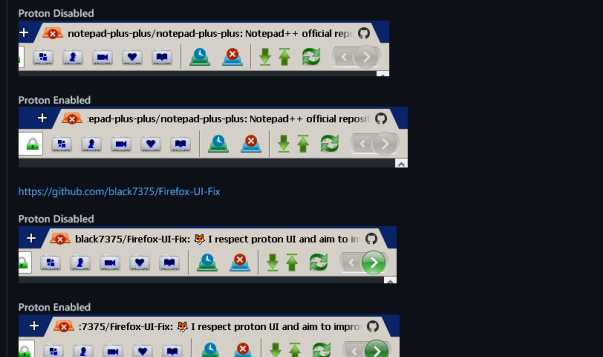 Proton Disabled
+ notepad-plus-plus/notepad-plus-plus: Notepad++ official repo
Proton Enabled
+ :epad-plus-plus/notepad-plus-plus: Notepad++ official reposit
https://github.com/black7375/Firefox-UI-Fix
Proton Disabled
+ black7375/Firefox-UI-Fix: 🦊 I respect proton UI and aim to im
Proton Enabled
+ :7375/Firefox-UI-Fix: 🦊 I respect proton UI and aim to impro